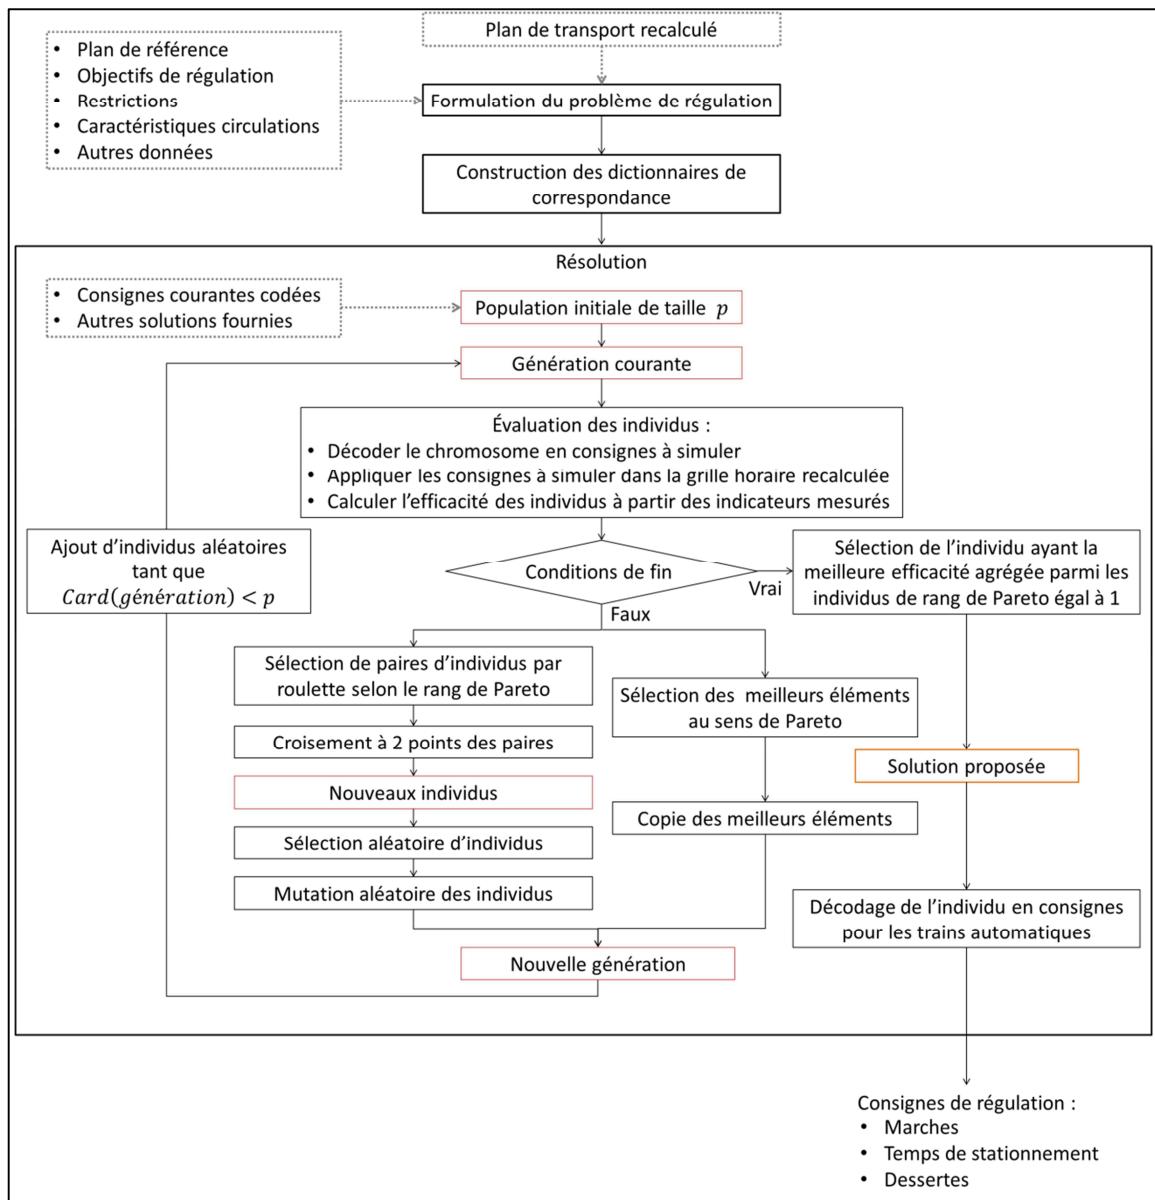 Plan de transport recalculé
• Plan de référence
• Objectifs de régulation
• Restrictions
• Caractéristiques circulations
• Autres données
Formulation du problème de régulation
Construction des dictionnaires de
correspondance
Résolution
• Consignes courantes codées
• Autres solutions fournies
Population initiale de taille p
Génération courante
Évaluation des individus :
• Décoder le chromosome en consignes à simuler
• Appliquer les consignes à simuler dans la grille horaire recalculée
• Calculer l’efficacité des individus à partir des indicateurs mesurés
Ajout d’individus aléatoires
tant que
Card(génération) < p
Conditions de fin
Vrai
Faux
Sélection de l’individu ayant la
meilleure efficacité agrégée parmi les
individus de rang de Pareto égal à 1
Sélection de paires d’individus par
roulette selon le rang de Pareto
Sélection des meilleurs éléments
au sens de Pareto
Croisement à 2 points des paires
Solution proposée
Nouveaux individus
Copie des meilleurs éléments
Sélection aléatoire d’individus
Mutation aléatoire des individus
Décodage de l’individu en consignes
pour les trains automatiques
Nouvelle génération
Consignes de régulation :
• Marches
• Temps de stationnement
• Dessertes